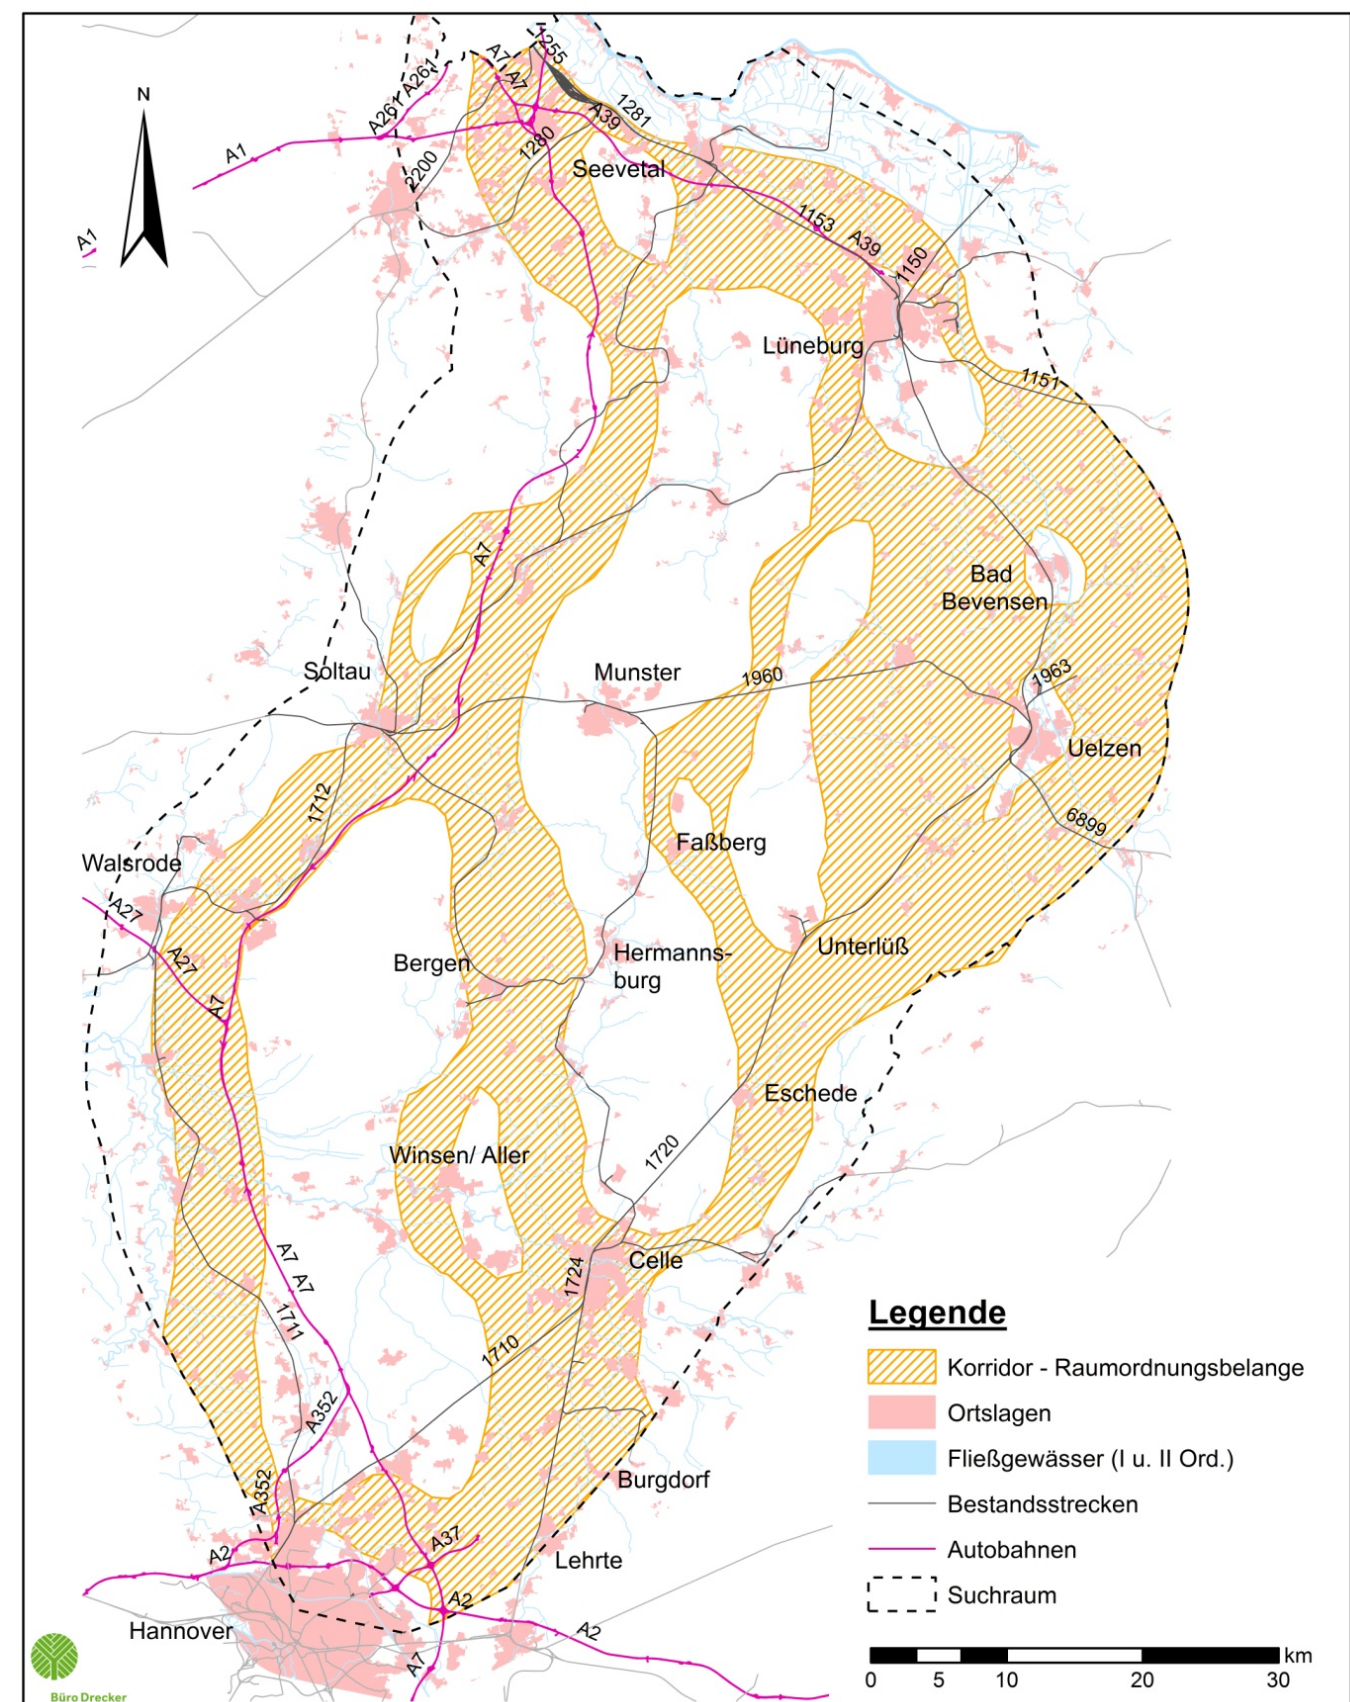 N
A7
A7
1255
A261
A261
A39
1281
A1
2200
1280
Seevetal
1153
A39
1150
A1
Lüneburg
1151
A7
Bad
Bevensen
Soltau
Munster
1960
1963
Uelzen
1712
6899
Faßberg
Walsrode
A27
A27
Unterlüß
Bergen
Hermanns-
burg
A7
Eschede
Winsen/ Aller
1720
A7
A7
Celle
1724
1711
1710
A352
A352
Burgdorf
A37
A2
Lehrte
A2
Hannover
A2
A7
Legende
Korridor - Raumordnungsbelange
Ortslagen
Fließgewässer (I u. II Ord.)
Bestandsstrecken
Autobahnen
Suchraum
km
0 5 10 20 30
Büro Drecker